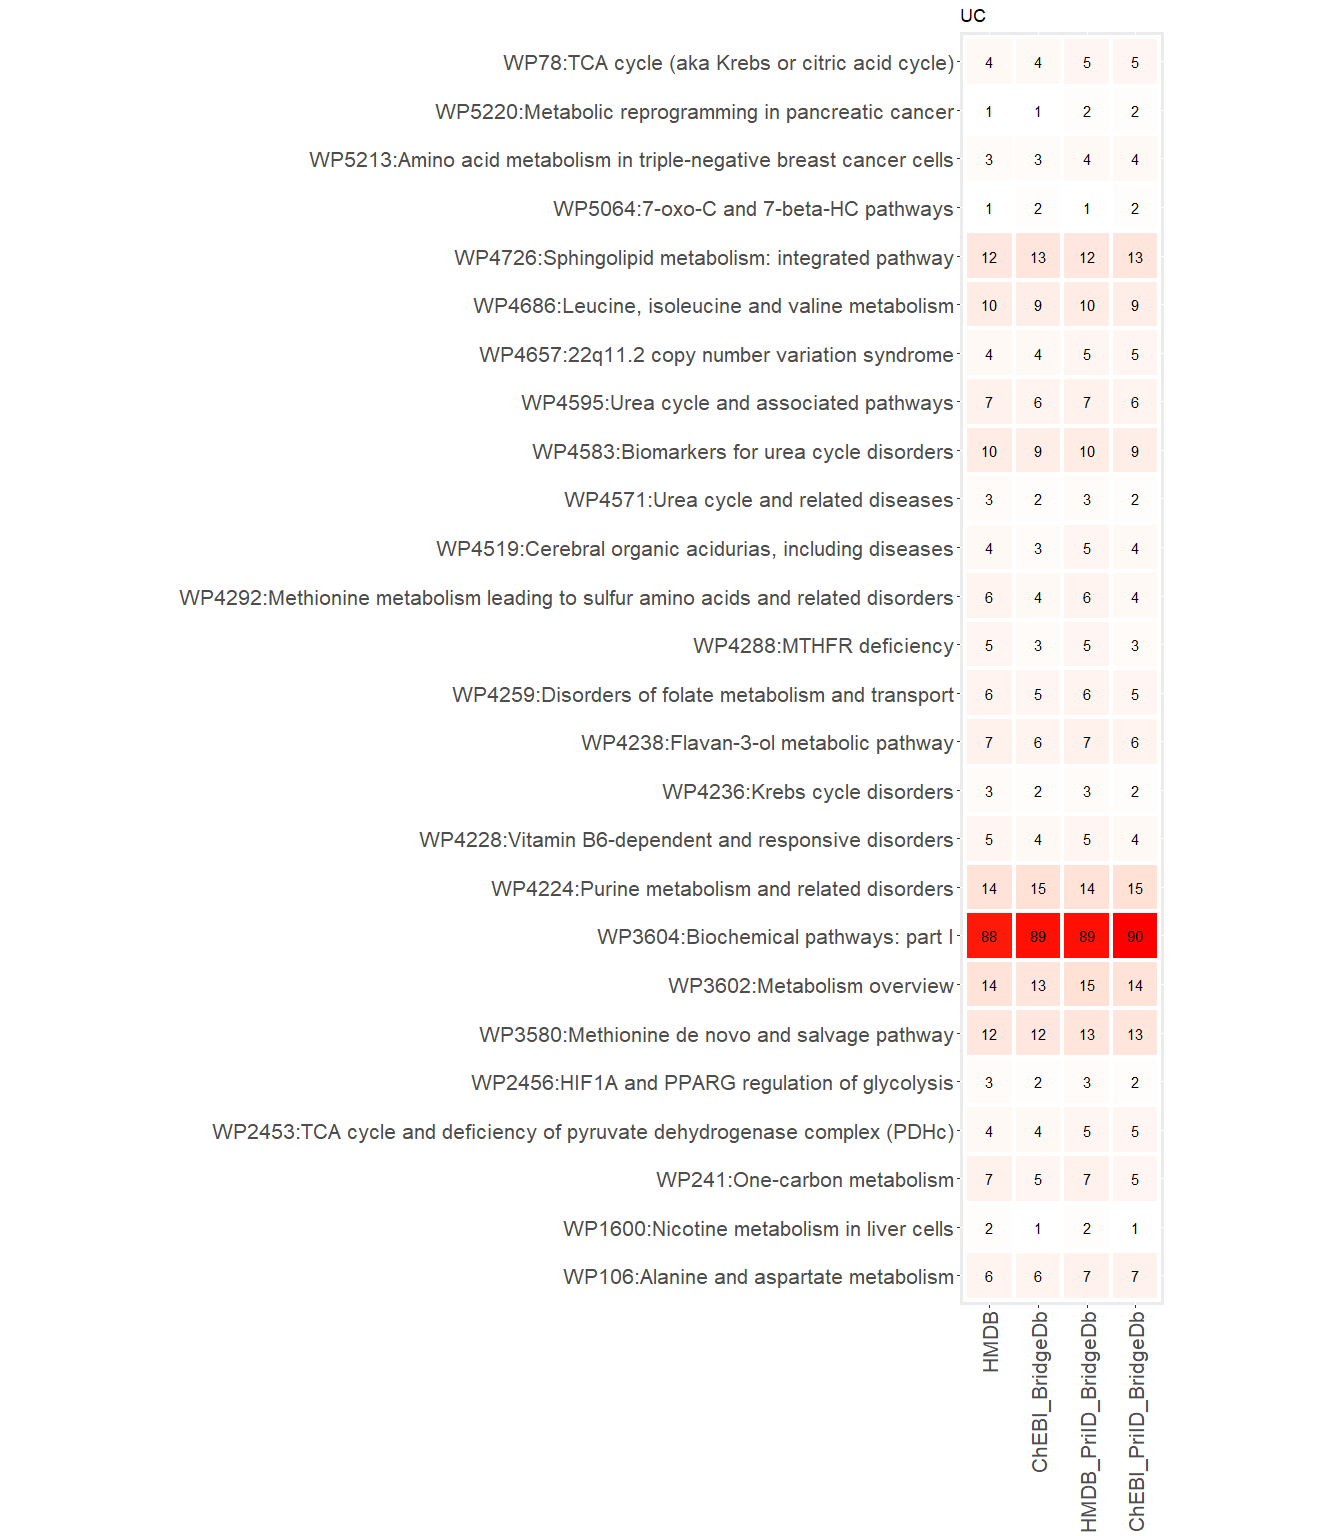 UC
WP78:TCA cycle (aka Krebs or citric acid cycle) 4 4 5 5
WP5220:Metabolic reprogramming in pancreatic cancer 1 1 2 2
WP5213:Amino acid metabolism in triple-negative breast cancer cells 3 3 4 4
WP5064:7-oxo-C and 7-beta-HC pathways 1 2 1 2
WP4726:Sphingolipid metabolism: integrated pathway 12 13 12 13
WP4686:Leucine, isoleucine and valine metabolism 10 9 10 9
WP4657:22q11.2 copy number variation syndrome 4 4 5 5
WP4595:Urea cycle and associated pathways 7 6 7 6
WP4583:Biomarkers for urea cycle disorders 10 9 10 9
WP4571:Urea cycle and related diseases 3 2 3 2
WP4519:Cerebral organic acidurias, including diseases 4 3 5 4
WP4292:Methionine metabolism leading to sulfur amino acids and related disorders 6 4 6 4
WP4288:MTHFR deficiency 5 3 5 3
WP4259:Disorders of folate metabolism and transport 6 5 6 5
WP4238:Flavan-3-ol metabolic pathway 7 6 7 6
WP4236:Krebs cycle disorders 3 2 3 2
WP4228:Vitamin B6-dependent and responsive disorders 5 4 5 4
WP4224:Purine metabolism and related disorders 14 15 14 15
WP3604:Biochemical pathways: part I 88 89 89 90
WP3602:Metabolism overview 14 13 15 14
WP3580:Methionine de novo and salvage pathway 12 12 13 13
WP2456:HIF1A and PPARG regulation of glycolysis 3 2 3 2
WP2453:TCA cycle and deficiency of pyruvate dehydrogenase complex (PDHc) 4 4 5 5
WP241:One-carbon metabolism 7 5 7 5
WP1600:Nicotine metabolism in liver cells 2 1 2 1
WP106:Alanine and aspartate metabolism 6 6 7 7
HMDB
ChEBI_BridgeDb
HMDB_PriID_BridgeDb
ChEBI_PriID_BridgeDb